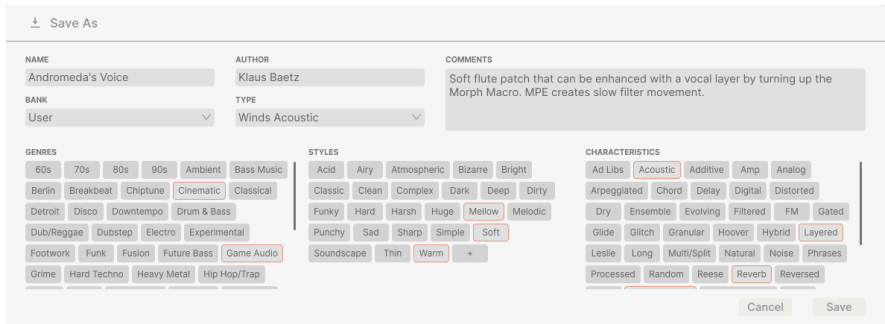 Save As
NAME AUTHOR COMMENTS
Andromeda's Voice Klaus Baetz Soft flute patch that can be enhanced with a vocal layer by turning up the
Morph Macro. MPE creates slow filter movement.
BANK TYPE
User Winds Acoustic
GENRES STYLES CHARACTERISTICS
60s 70s 80s 90s Ambient Bass Music Acid Airy Atmospheric Bizarre Bright Ad Libs Acoustic Additive Amp Analog
Berlin Breakbeat Chiptune Cinematic Classical Classic Clean Complex Dark Deep Dirty Arpeggiated Chord Delay Digital Distorted
Detroit Disco Downtempo Drum & Bass Funky Hard Harsh Huge Mellow Melodic Dry Ensemble Evolving Filtered FM Gated
Dub/Reggae Dubstep Electro Experimental Punchy Sad Sharp Simple Soft Glide Glitch Granular Hoover Hybrid Layered
Footwork Funk Fusion Future Bass Game Audio Soundscape Thin Warm + Leslie Long Multi/Split Natural Noise Phrases
Grime Hard Techno Heavy Metal Hip Hop/Trap Processed Random Reese Reverb Reversed
Cancel Save